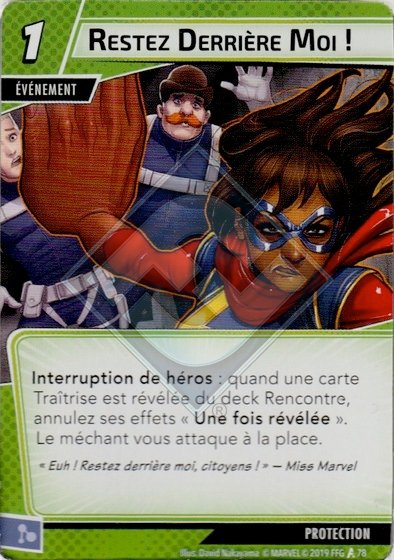 1
RESTEZ DERRIÈRE MOI !
ÉVÉNEMENT
Interruption de héros : quand une carte
Traîtrise est révélée du deck Rencontre,
annulez ses effets « Une fois révélée ».
Le méchant vous attaque à la place.
« Euh ! Restez derrière moi, citoyens ! » – Miss Marvel
PROTECTION
Illus. David Nakayama © MARVEL © 2019 FFG 78
®